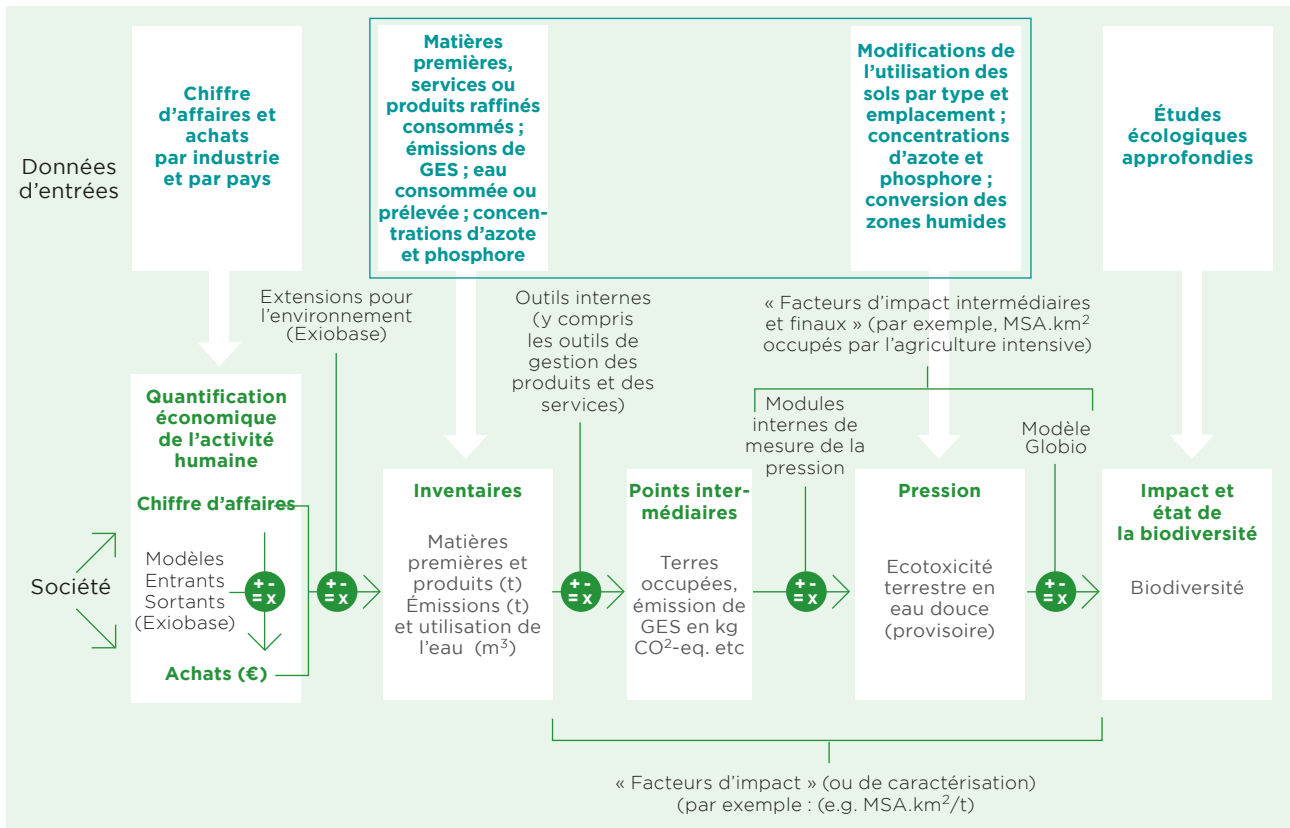 Données
d'entrées
Chiffre
d'affaires et
achats
par industrie
et par pays
Matières
premières,
services ou
produits raffinés
consommés ;
émissions de
GES ; eau
consommée ou
prélevée ; concen-
trations d'azote
et phosphore
Modifications de
l'utilisation des
sols par type et
emplacement ;
concentrations
d'azote et
phosphore ;
conversion des
zones humides
Études
écologiques
approfondies
Extensions pour
l'environnement
(Exiobase)
Outils internes
(y compris
les outils de
gestion des
produits et des
services)
« Facteurs d'impact intermédiaires
et finaux » (par exemple, MSA.km²
occupés par l'agriculture intensive)
Modules
internes de
mesure de la
pression
Modèle
Globio
Société
Quantification
économique
de l'activité
humaine
Chiffre d'affaires
Modèles
Entrants
Sortants
(Exiobase)
+ -
= x
Achats (€)
+ -
= x
Inventaires
Matières
premières et
produits (t)
Émissions (t)
et utilisation de
l'eau (m³)
+ -
= x
Points inter-
médiaires
Terres
occupées,
émission de
GES en kg
CO²-eq. etc
+ -
= x
Pression
Ecotoxicité
terrestre en
eau douce
(provisoire)
+ -
= x
Impact et
état de
la biodiversité
Biodiversité
« Facteurs d'impact » (ou de caractérisation)
(par exemple : (e.g. MSA.km²/t)